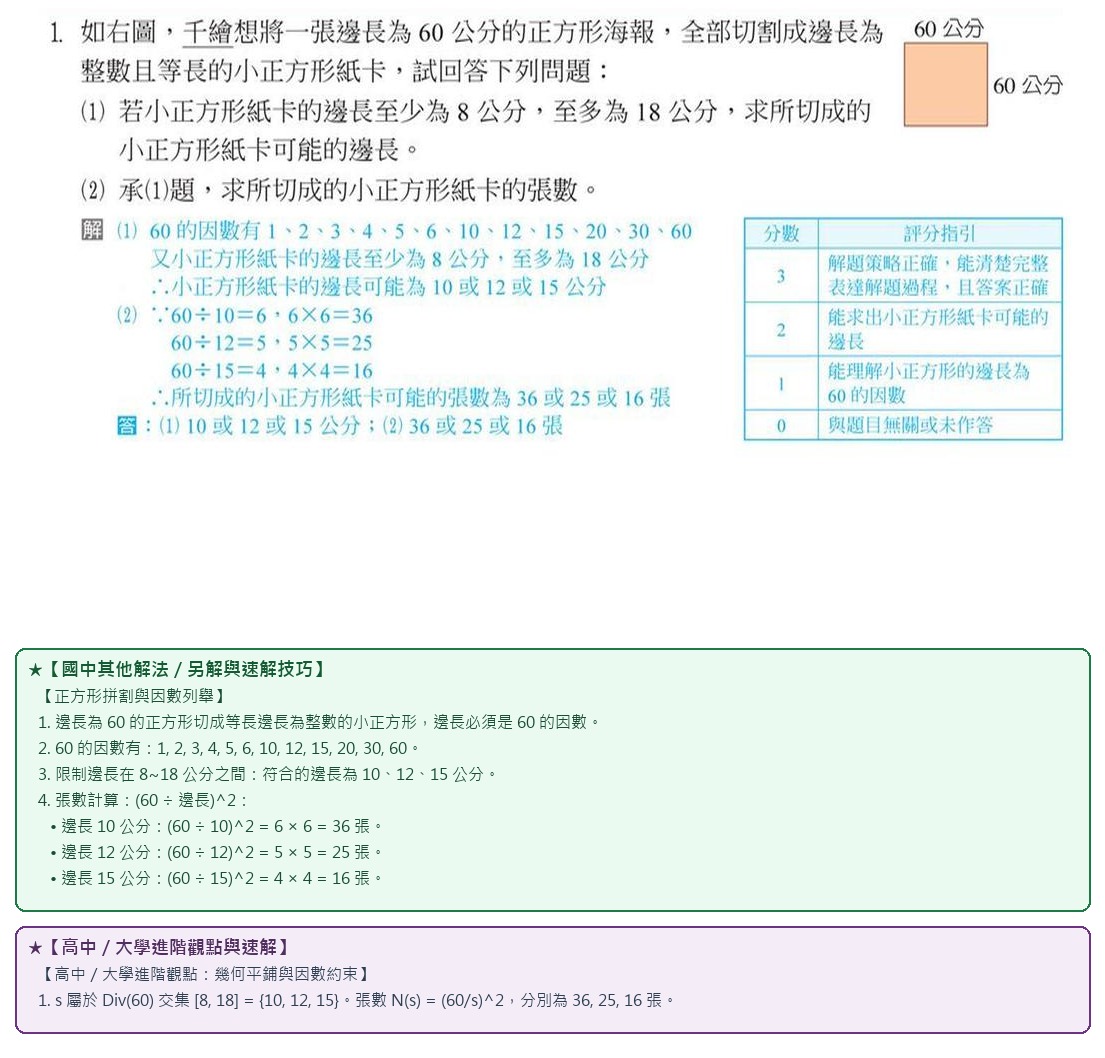 1. 如右圖，千繪想將一張邊長為 60 公分的正方形海報，全部切割成邊長為
整數且等長的小正方形紙卡，試回答下列問題：
⑴ 若小正方形紙卡的邊長至少為 8 公分，至多為 18 公分，求所切成的
小正方形紙卡可能的邊長。
⑵ 承⑴題，求所切成的小正方形紙卡的張數。
60 公分
60 公分
解 ⑴ 60 的因數有 1、2、3、4、5、6、10、12、15、20、30、60
又小正方形紙卡的邊長至少為 8 公分，至多為 18 公分
∴小正方形紙卡的邊長可能為 10 或 12 或 15 公分
⑵ ∵60÷10＝6，6×6＝36
60÷12＝5，5×5＝25
60÷15＝4，4×4＝16
∴所切成的小正方形紙卡可能的張數為 36 或 25 或 16 張
答：⑴ 10 或 12 或 15 公分；⑵ 36 或 25 或 16 張
分數 評分指引
3 解題策略正確，能清楚完整
表達解題過程，且答案正確
2 能求出小正方形紙卡可能的
邊長
1 能理解小正方形的邊長為
60 的因數
0 與題目無關或未作答
★【國中其他解法 / 另解與速解技巧】
【正方形拼割與因數列舉】
1. 邊長為 60 的正方形切成等長邊長為整數的小正方形，邊長必須是 60 的因數。
2. 60 的因數有：1, 2, 3, 4, 5, 6, 10, 12, 15, 20, 30, 60。
3. 限制邊長在 8~18 公分之間：符合的邊長為 10、12、15 公分。
4. 張數計算：(60 ÷ 邊長)^2：
• 邊長 10 公分：(60 ÷ 10)^2 = 6 × 6 = 36 張。
• 邊長 12 公分：(60 ÷ 12)^2 = 5 × 5 = 25 張。
• 邊長 15 公分：(60 ÷ 15)^2 = 4 × 4 = 16 張。
★【高中 / 大學進階觀點與速解】
【高中 / 大學進階觀點：幾何平鋪與因數約束】
1. s 屬於 Div(60) 交集 [8, 18] = {10, 12, 15}。張數 N(s) = (60/s)^2，分別為 36, 25, 16 張。